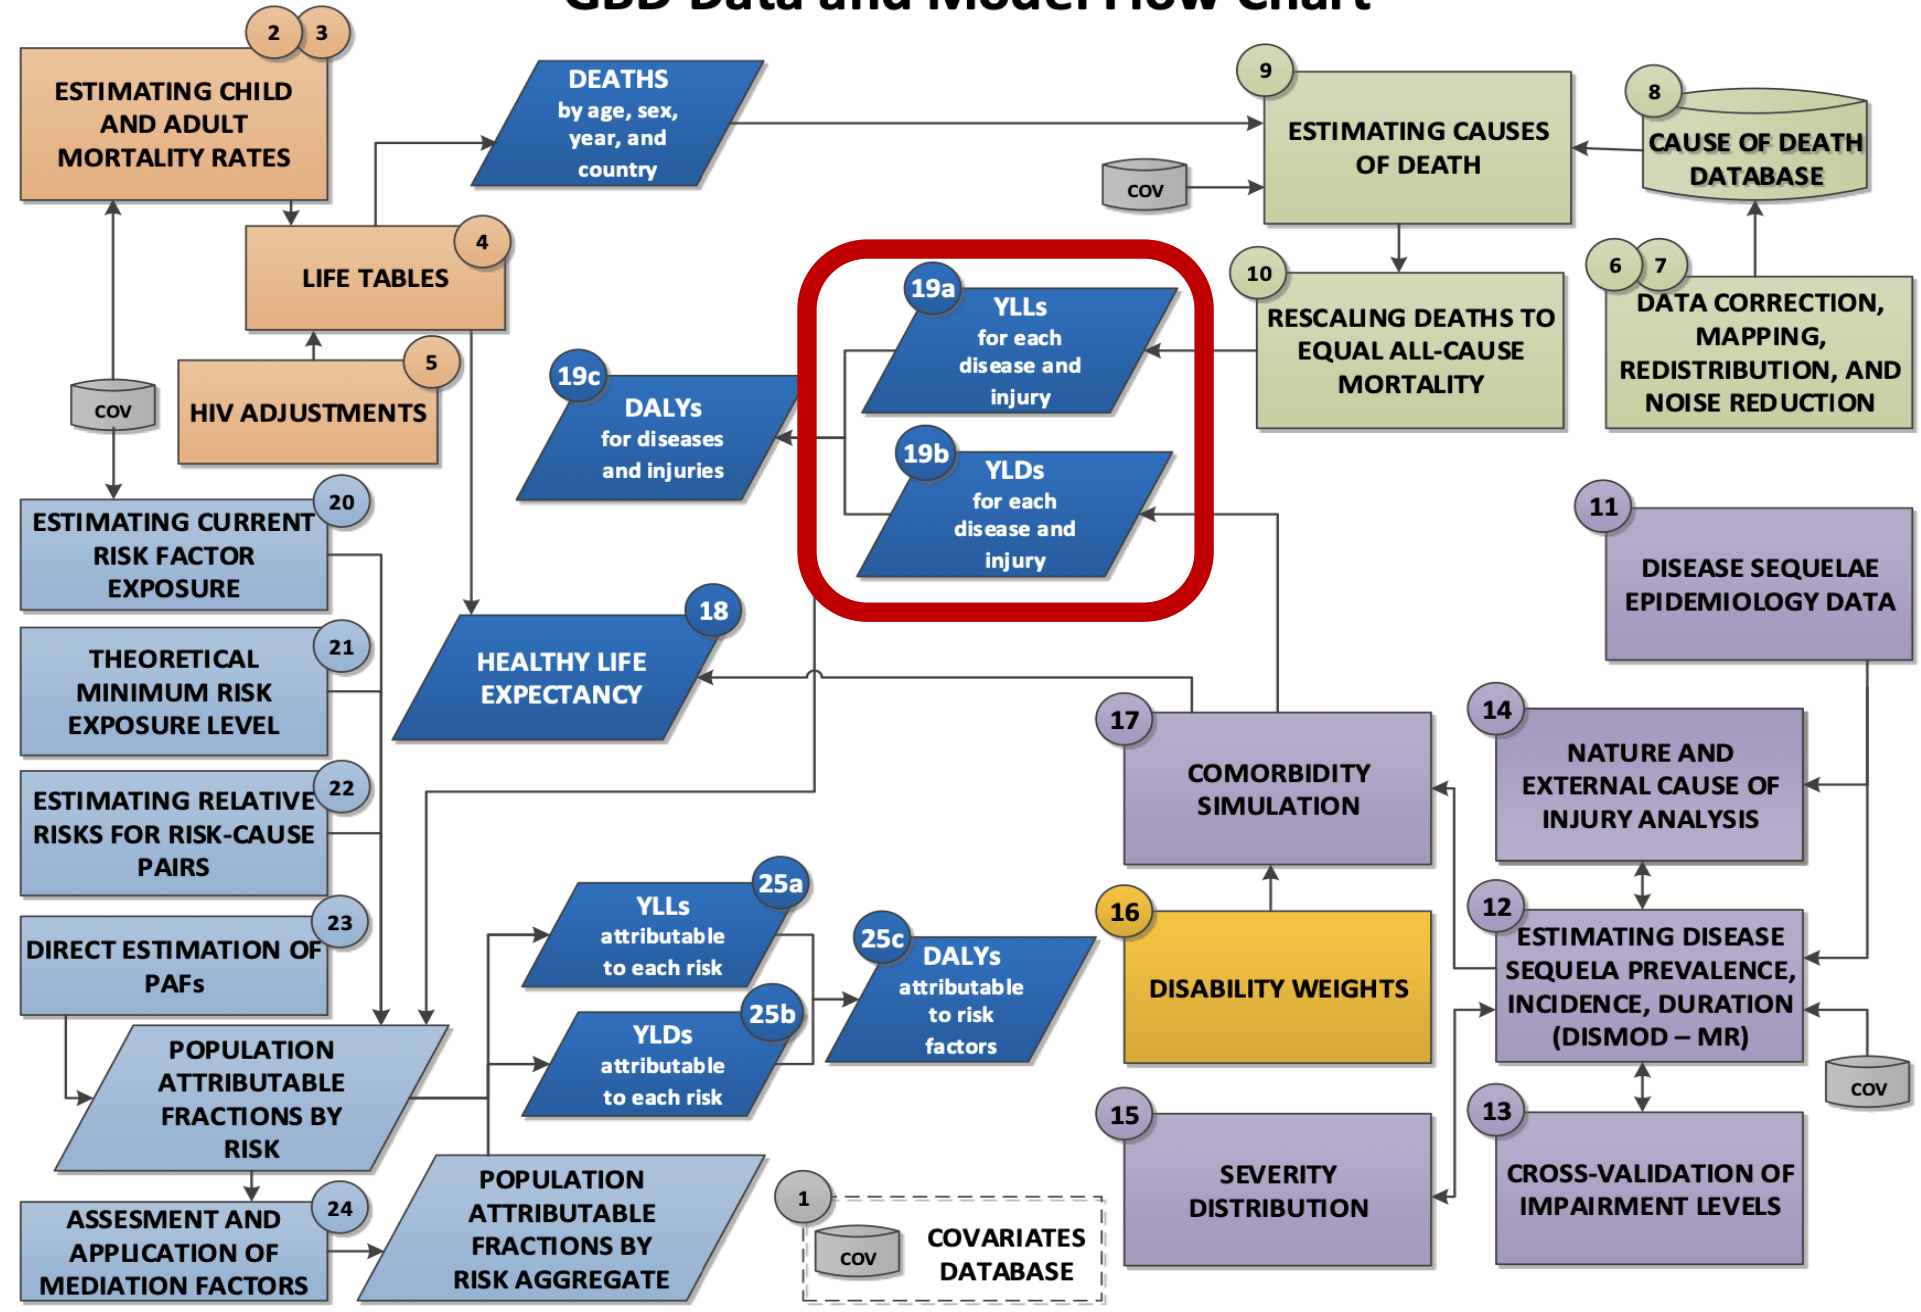 GBD Data and Model Flow Chart
2
3
ESTIMATING CHILD
AND ADULT
MORTALITY RATES
DEATHS
by age, sex,
year, and
country
9
ESTIMATING CAUSES
OF DEATH
8
CAUSE OF DEATH
DATABASE
COV
4
LIFE TABLES
5
HIV ADJUSTMENTS
COV
19a
YLLs
for each
disease and
injury
10
RESCALING DEATHS TO
EQUAL ALL-CAUSE
MORTALITY
6
7
DATA CORRECTION,
MAPPING,
REDISTRIBUTION, AND
NOISE REDUCTION
19c
DALYs
for diseases
and injuries
19b
YLDs
for each
disease and
injury
20
ESTIMATING CURRENT
RISK FACTOR
EXPOSURE
11
DISEASE SEQUELAE
EPIDEMIOLOGY DATA
18
HEALTHY LIFE
EXPECTANCY
21
THEORETICAL
MINIMUM RISK
EXPOSURE LEVEL
17
COMORBIDITY
SIMULATION
14
NATURE AND
EXTERNAL CAUSE OF
INJURY ANALYSIS
22
ESTIMATING RELATIVE
RISKS FOR RISK-CAUSE
PAIRS
23
DIRECT ESTIMATION OF
PAFs
25a
YLLs
attributable
to each risk
25b
YLDs
attributable
to each risk
25c
DALYs
attributable
to risk
factors
16
DISABILITY WEIGHTS
12
ESTIMATING DISEASE
SEQUELA PREVALENCE,
INCIDENCE, DURATION
(DISMOD – MR)
COV
POPULATION
ATTRIBUTABLE
FRACTIONS BY
RISK
15
SEVERITY
DISTRIBUTION
13
CROSS-VALIDATION OF
IMPAIRMENT LEVELS
24
ASSESMENT AND
APPLICATION OF
MEDIATION FACTORS
POPULATION
ATTRIBUTABLE
FRACTIONS BY
RISK AGGREGATE
1
COV
COVARIATES
DATABASE